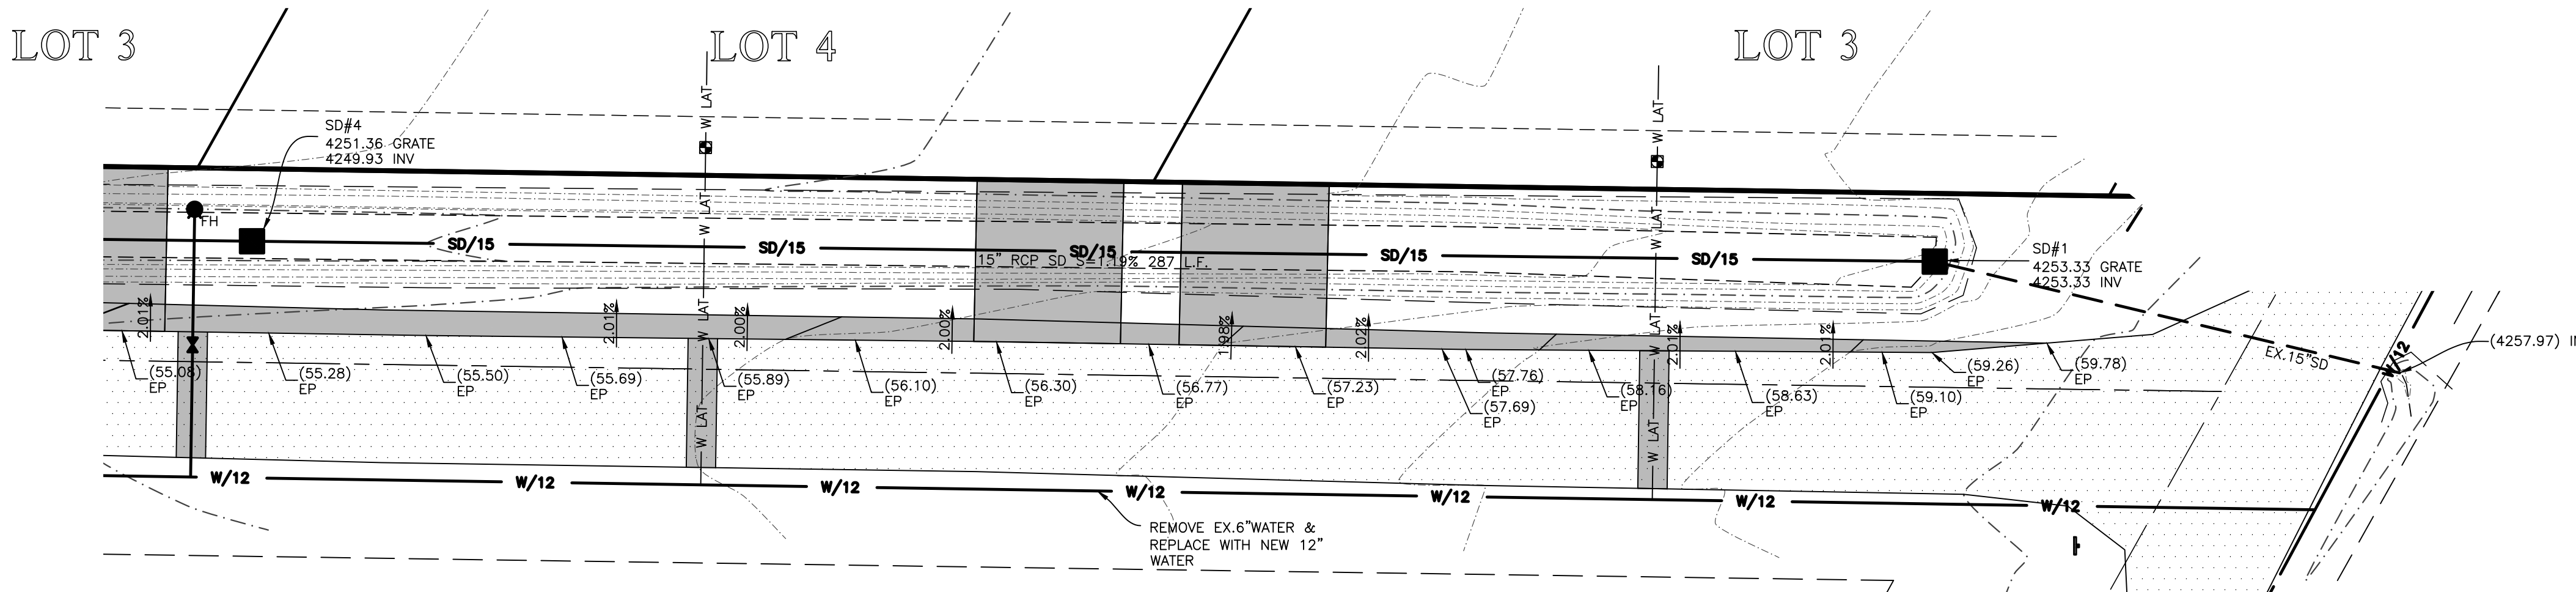 LOT 3
LOT 4
LOT 3
SD#4
4251.36 GRATE
4249.93 INV
W LAT
W LAT
W LAT
W LAT
W LAT
W LAT
W LAT
W LAT
FH
SD/15
SD/15
SD/15
SD/15
SD/15
15" RCP SD S=1.19% 287 L.F.
SD#1
4253.33 GRATE
4253.33 INV
2.01%
2.01%
2.00%
2.00%
1.98%
2.02%
2.01%
2.01%
EX.15"SD
(4257.97) IN
W/12
(55.08)
EP
(55.28)
EP
(55.50)
EP
(55.69)
EP
(55.89)
EP
(56.10)
EP
(56.30)
EP
(56.77)
EP
(57.23)
EP
(57.76)
EP
(57.69)
EP
(58.16)
EP
(58.63)
EP
(59.10)
EP
(59.26)
EP
(59.78)
EP
W/12
W/12
W/12
W/12
W/12
W/12
W/12
REMOVE EX.6"WATER &
REPLACE WITH NEW 12"
WATER